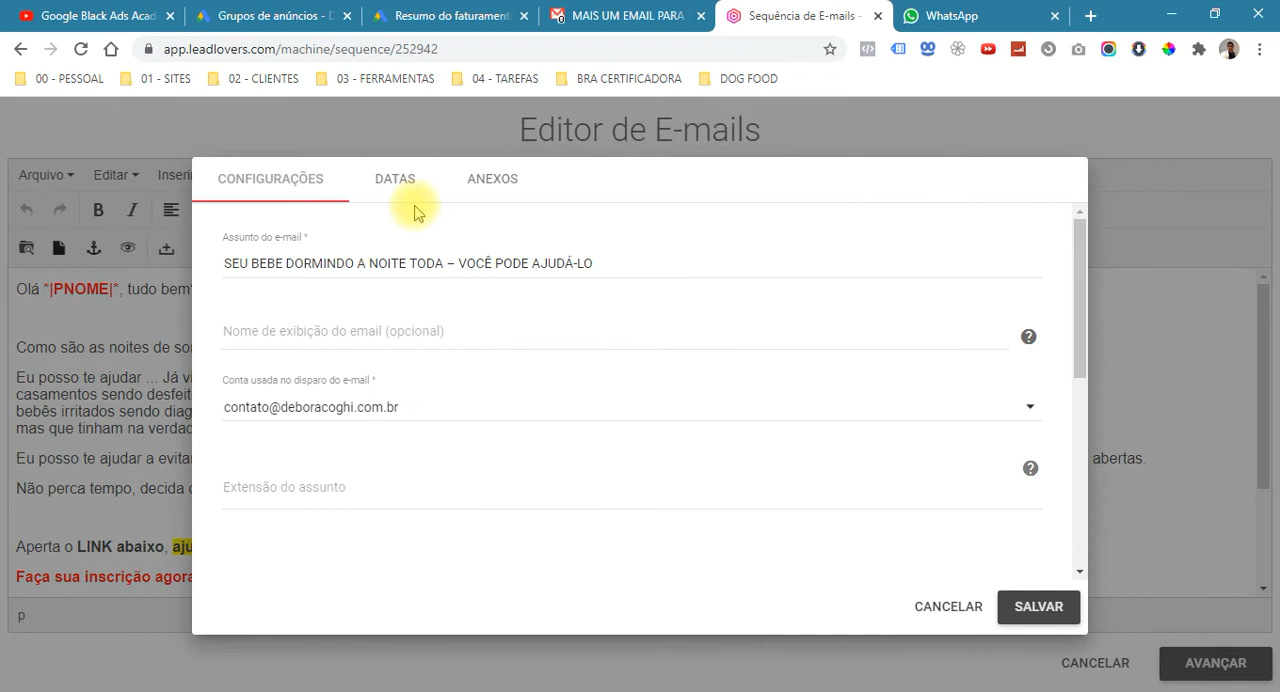 Google Black Ads Acad
Grupos de anúncios - D
Resumo do faturament
MAIS UM EMAIL PARA
Sequência de E-mails -
WhatsApp
app.leadlovers.com/machine/sequence/252942
00 - PESSOAL
01 - SITES
02 - CLIENTES
03 - FERRAMENTAS
04 - TAREFAS
BRA CERTIFICADORA
DOG FOOD
Editor de E-mails
Arquivo
Editar
Inseri
CONFIGURAÇÕES
DATAS
ANEXOS
Assunto do e-mail *
SEU BEBE DORMINDO A NOITE TODA – VOCÊ PODE AJUDÁ-LO
Nome de exibição do email (opcional)
Conta usada no disparo do e-mail *
contato@deboracoghi.com.br
Extensão do assunto
CANCELAR
SALVAR
Olá *|PNOME|*, tudo bem
Como são as noites de so
Eu posso te ajudar ... Já vi
casamentos sendo desfeit
bebês irritados sendo diag
mas que tinham na verdad
Eu posso te ajudar a evitar
abertas.
Não perca tempo, decida
Aperta o LINK abaixo, aju
Faça sua inscrição agora
p
CANCELAR
AVANÇAR